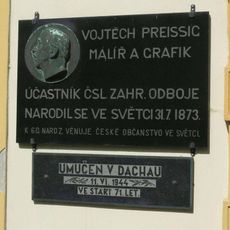 VOJTĚCH PREISSIG
MALÍŘ A GRAFIK
ÚČASTNÍK ČSL. ZAHR. ODBOJE
NARODIL SE VE SVĚTCI 31.7. 1873.
K 60. NAROZ. VĚNUJE ČESKÉ OBČANSTVO VE SVĚTCI.
UMUČEN V DACHAU
11. VI. 1944
VE STÁŘÍ 71 LET.